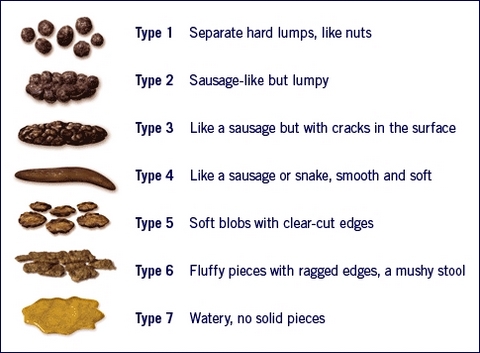 Type 1 Separate hard lumps, like nuts
Type 2 Sausage-like but lumpy
Type 3 Like a sausage but with cracks in the surface
Type 4 Like a sausage or snake, smooth and soft
Type 5 Soft blobs with clear-cut edges
Type 6 Fluffy pieces with ragged edges, a mushy stool
Type 7 Watery, no solid pieces